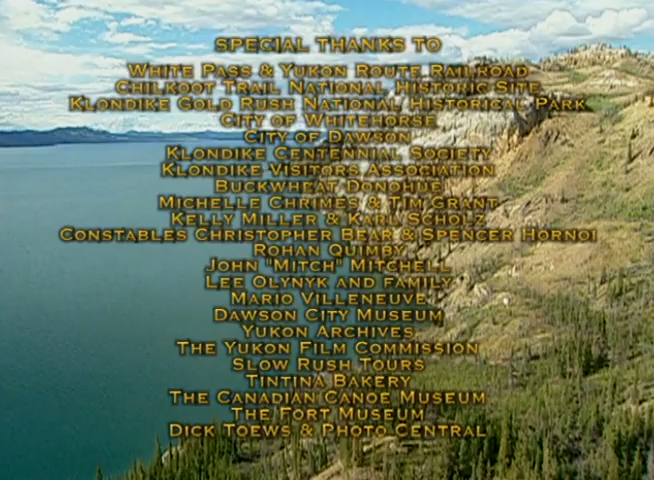 SPECIAL THANKS TO
WHITE PASS & YUKON ROUTE RAILROAD
CHILKOOT TRAIL NATIONAL HISTORIC SITE
KLONDIKE GOLD RUSH NATIONAL HISTORICAL PARK
CITY OF WHITEHORSE
CITY OF DAWSON
KLONDIKE CENTENNIAL SOCIETY
KLONDIKE VISITORS ASSOCIATION
BUCKWHEAT DONOHUE
MICHELLE CHRIMES & TIM GRANT
KELLY MILLER & KARL SCHOLZ
CONSTABLES CHRISTOPHER BEAR & SPENCER HORNOI
ROHAN QUIMBY
JOHN "MITCH" MITCHELL
LEE OLYNYK AND FAMILY
MARIO VILLENEUVE
DAWSON CITY MUSEUM
YUKON ARCHIVES
THE YUKON FILM COMMISSION
SLOW RUSH TOURS
TINTINA BAKERY
THE CANADIAN CANOE MUSEUM
THE FORT MUSEUM
DICK TOEWS & PHOTO CENTRAL